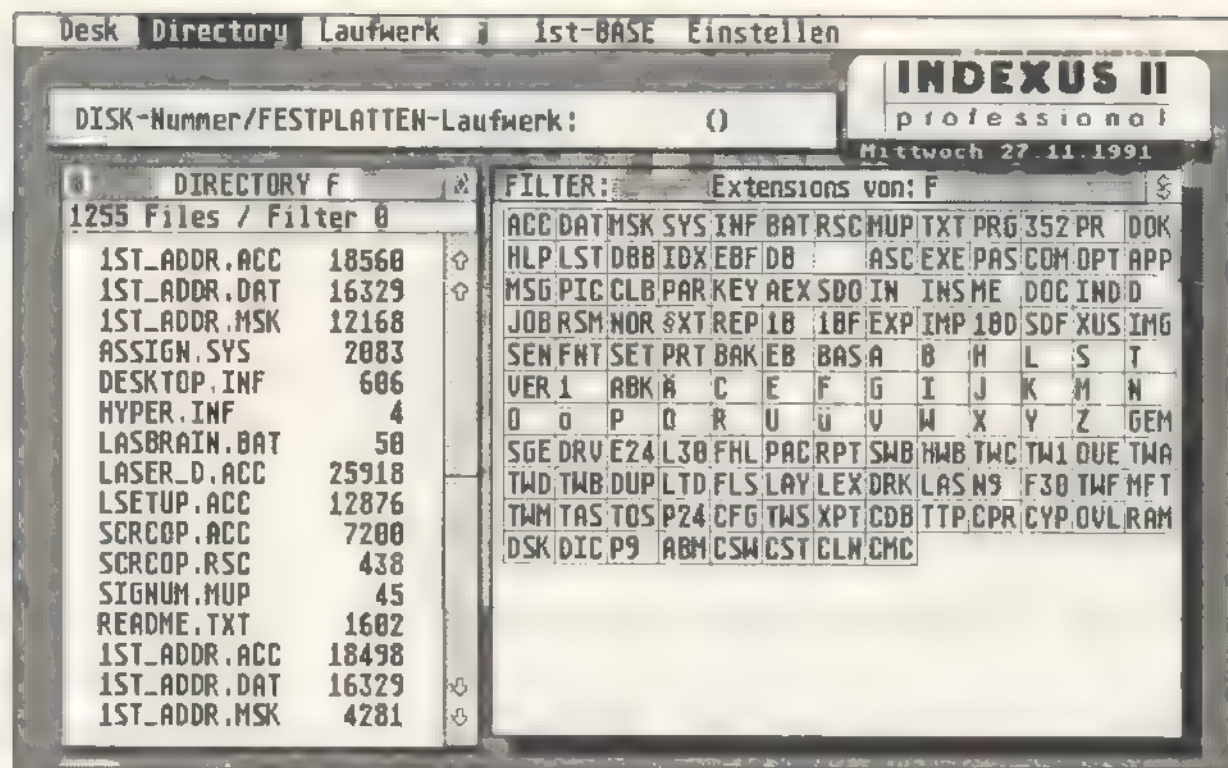 Desk Directory Laufwerk 1st-BASE Einstellen
INDEXUS II
professional
Mittwoch 27.11.1991
DISK-Nummer/FESTPLATTEN-Laufwerk: ()
DIRECTORY F
1255 Files / Filter 0
1ST_ADDR.ACC 18560
1ST_ADDR.DAT 16329
1ST_ADDR.MSK 12168
ASSIGN.SYS 2083
DESKTOP.INF 606
HYPER.INF 4
LASBRAIN.BAT 50
LASER_D.ACC 25918
LSETUP.ACC 12876
SCRCOP.ACC 7200
SCRCOP.RSC 438
SIGNUM.MUP 45
README.TXT 1602
1ST_ADDR.ACC 18498
1ST_ADDR.DAT 16329
1ST_ADDR.MSK 4281
FILTER: Extensions von: F
ACC DAT MSK SYS INF BAT RSC MUP TXT PRG 352 PR DOK
HLP LST DBB IDX EBF DB ASC EXE PAS COM OPT APP
MSG PIC CLB PAR KEY AEX SDO IN INS ME DOC IND D
JOB RSM NOR §XT REP 1B 1BF EXP IMP 1BD SDF XUS IMG
SEN FNT SET PRT BAK EB BAS A B H L S T
VER 1 ABK Ä C E F G I J K M N
O Ö P Q R U Ü V W X Y Z GEM
SGE DRV E24 L30 FHL PAC RPT SWB HWB TWC TW1 OUE TWA
TWD TWB DUP LTD FLS LAY LEX DRK LAS N9 F30 TWF MFT
TWM TAS TOS P24 CFG TWS XPT CDB TTP CPR CYP OVL RAM
DSK DIC P9 ABM CSW CST CLN CMC